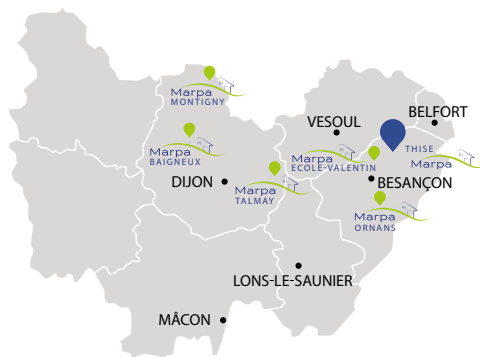 Marpa
MONTIGNY
BELFORT
VESOUL
Marpa
BAIGNEUX
THISE
Marpa
Marpa
ECOLE-VALENTIN
DIJON
Marpa
TALMAY
BESANÇON
Marpa
ORNANS
LONS-LE-SAUNIER
MÂCON